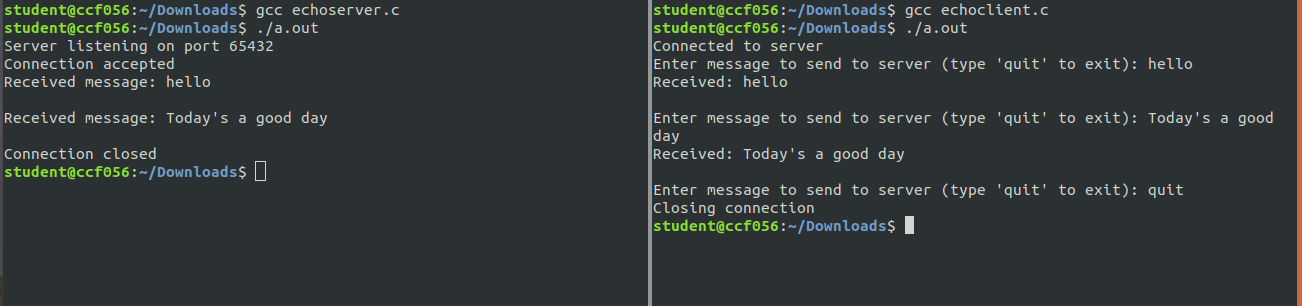 student@ccf056:~/Downloads$ gcc echoserver.c
student@ccf056:~/Downloads$ ./a.out
Server listening on port 65432
Connection accepted
Received message: hello

Received message: Today's a good day

Connection closed
student@ccf056:~/Downloads$

student@ccf056:~/Downloads$ gcc echoclient.c
student@ccf056:~/Downloads$ ./a.out
Connected to server
Enter message to send to server (type 'quit' to exit): hello
Received: hello

Enter message to send to server (type 'quit' to exit): Today's a good
day
Received: Today's a good day

Enter message to send to server (type 'quit' to exit): quit
Closing connection
student@ccf056:~/Downloads$